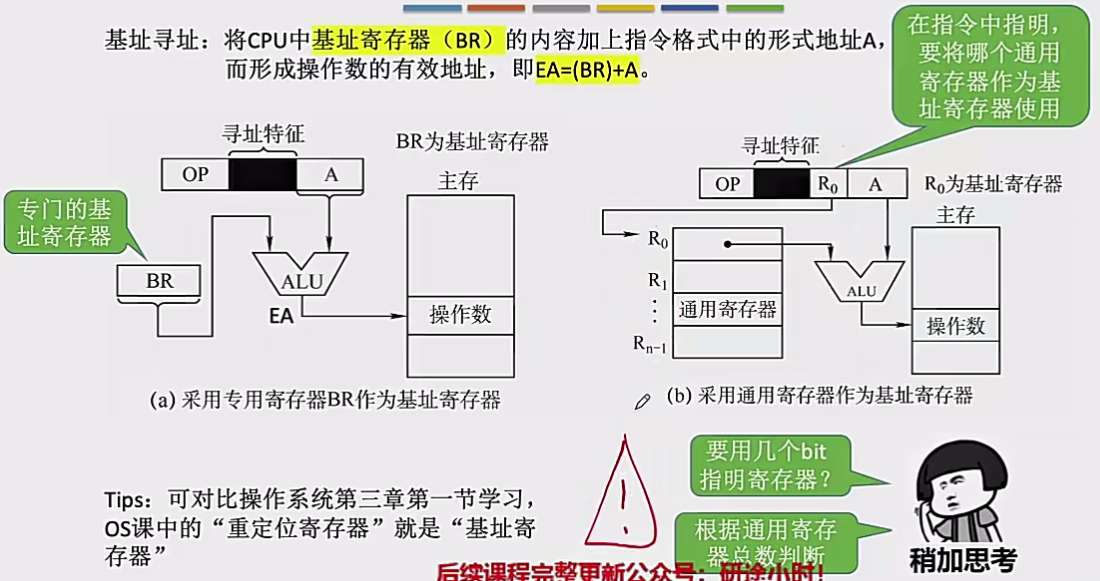 基址寻址：将CPU中基址寄存器（BR）的内容加上指令格式中的形式地址A，
而形成操作数的有效地址，即EA=(BR)+A。
在指令中指明，
要将哪个通用
寄存器作为基
址寄存器使用
寻址特征
BR为基址寄存器
OP
A
主存
专门的基
址寄存器
BR
ALU
EA
操作数
(a) 采用专用寄存器BR作为基址寄存器
寻址特征
OP
R0
A
R0为基址寄存器
主存
R0
R1
⋮
通用寄存器
Rn-1
ALU
操作数
(b) 采用通用寄存器作为基址寄存器
要用几个bit
指明寄存器？
根据通用寄存
器总数判断
稍加思考
Tips：可对比操作系统第三章第一节学习，
OS课中的“重定位寄存器”就是“基址寄
存器”
后续课程完整更新公众号：研途小时！